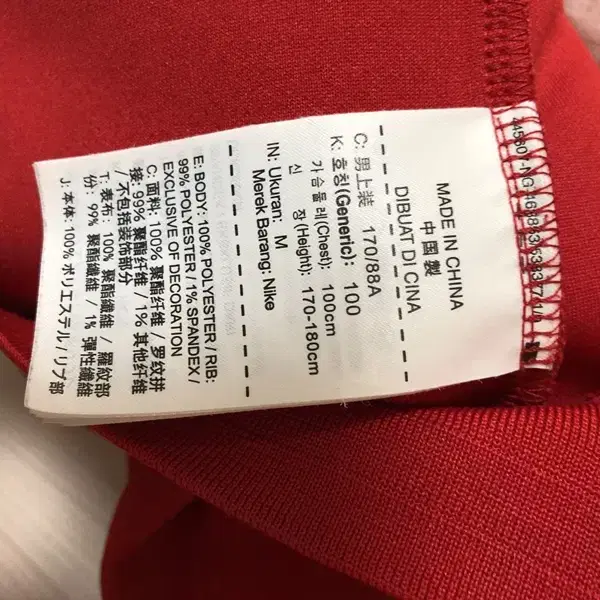 MADE IN CHINA
中国製
DIBUAT DI CINA
C: 男上装 170/88A
K: 호칭(Generic): 100
가슴둘레(Chest): 100cm
신 장(Height): 170-180cm
IN: Ukuran: M
Merek Barang: Nike
E: BODY: 100% POLYESTER / RIB:
99% POLYESTER / 1% SPANDEX /
EXCLUSIVE OF DECORATION
C: 面料: 100% 聚酯纤维 / 罗纹拼
接: 99% 聚酯纤维 / 1% 其他纤维
/ 不包括装饰部分
T: 表布: 100% 聚酯纖維 / 羅紋部
份: 99% 聚酯纖維 / 1% 彈性纖維
J: 本体: 100% ポリエステル / リブ部